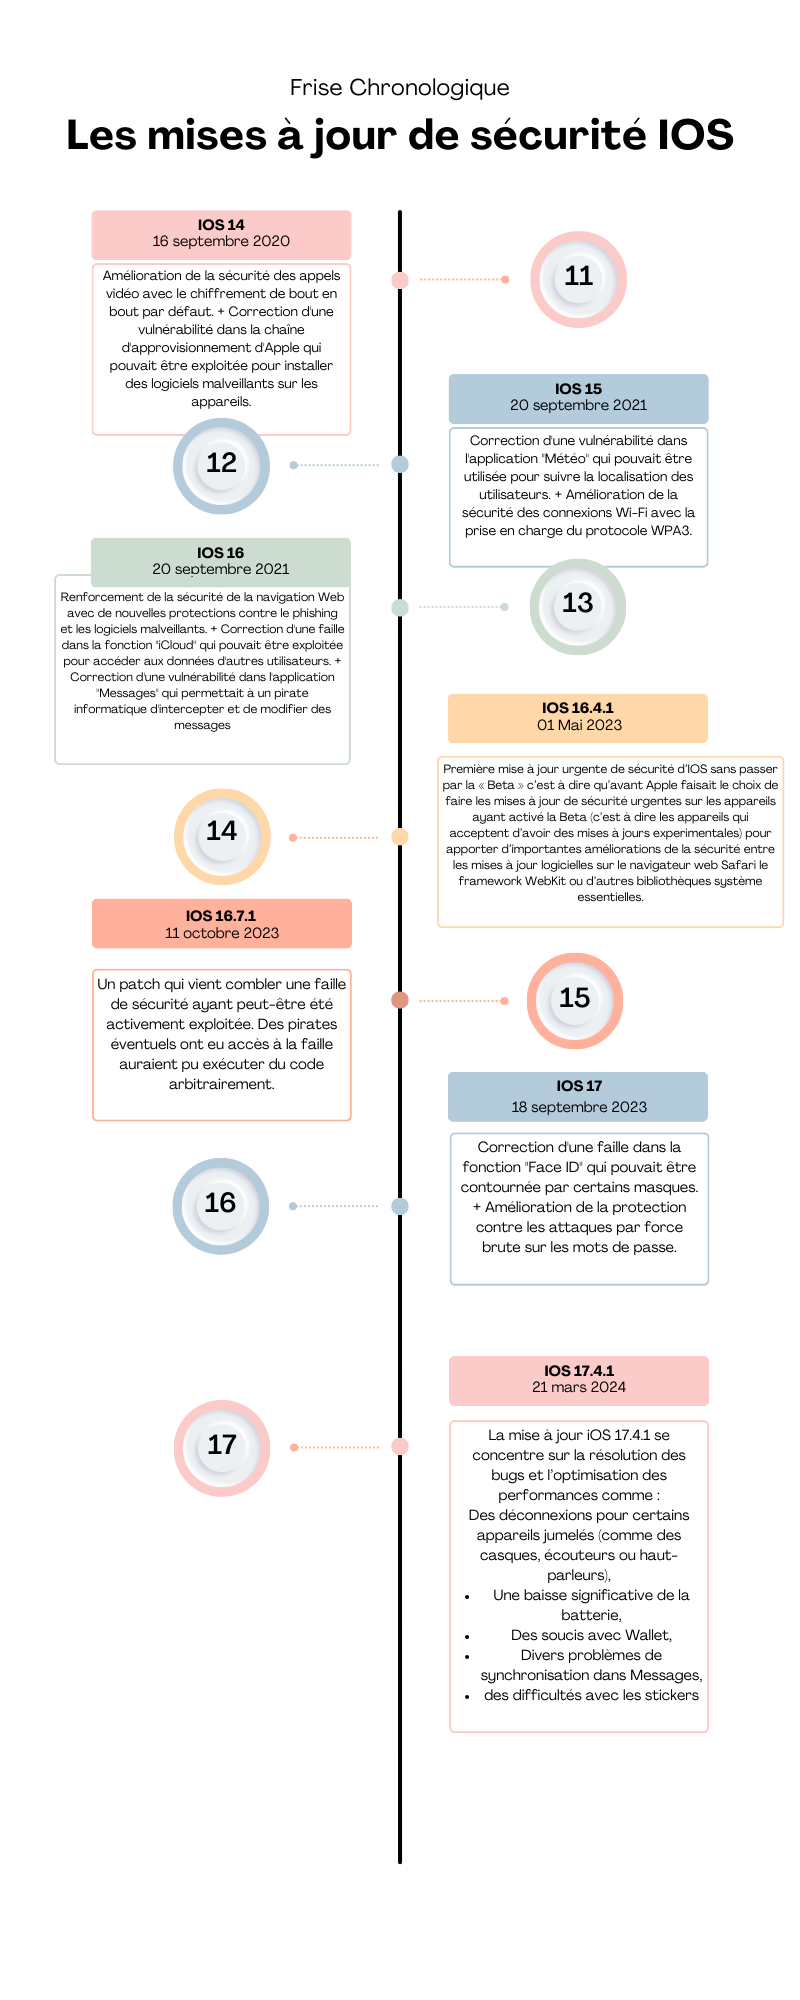 Frise Chronologique
Les mises à jour de sécurité IOS
IOS 14
16 septembre 2020
Amélioration de la sécurité des appels
vidéo avec le chiffrement de bout en
bout par défaut. + Correction d'une
vulnérabilité dans la chaîne
d'approvisionnement d'Apple qui
pouvait être exploitée pour installer
des logiciels malveillants sur les
appareils.
11
IOS 15
20 septembre 2021
Correction d'une vulnérabilité dans
l'application "Météo" qui pouvait être
utilisée pour suivre la localisation des
utilisateurs. + Amélioration de la
sécurité des connexions Wi-Fi avec la
prise en charge du protocole WPA3.
12
IOS 16
20 septembre 2021
Renforcement de la sécurité de la navigation Web
avec de nouvelles protections contre le phishing
et les logiciels malveillants. + Correction d'une faille
dans la fonction "iCloud" qui pouvait être exploitée
pour accéder aux données d'autres utilisateurs. +
Correction d'une vulnérabilité dans l'application
"Messages" qui permettait à un pirate
informatique d'intercepter et de modifier des
messages
13
IOS 16.4.1
01 Mai 2023
Première mise à jour urgente de sécurité d’IOS sans passer
par la « Beta » c’est à dire qu’avant Apple faisait le choix de
faire les mises à jour de sécurité urgentes sur les appareils
ayant activé la Beta (c’est à dire les appareils qui
acceptent d’avoir des mises à jours experimentales) pour
apporter d’importantes améliorations de la sécurité entre
les mises à jour logicielles sur le navigateur web Safari le
framework WebKit ou d’autres bibliothèques système
essentielles.
14
IOS 16.7.1
11 octobre 2023
Un patch qui vient combler une faille
de sécurité ayant peut-être été
activement exploitée. Des pirates
éventuels ont eu accès à la faille
auraient pu exécuter du code
arbitrairement.
15
IOS 17
18 septembre 2023
Correction d'une faille dans la
fonction "Face ID" qui pouvait être
contournée par certains masques.
+ Amélioration de la protection
contre les attaques par force
brute sur les mots de passe.
16
IOS 17.4.1
21 mars 2024
La mise à jour iOS 17.4.1 se
concentre sur la résolution des
bugs et l’optimisation des
performances comme :
Des déconnexions pour certains
appareils jumelés (comme des
casques, écouteurs ou haut-
parleurs),
• Une baisse significative de la
batterie,
• Des soucis avec Wallet,
• Divers problèmes de
synchronisation dans Messages,
• des difficultés avec les stickers
17